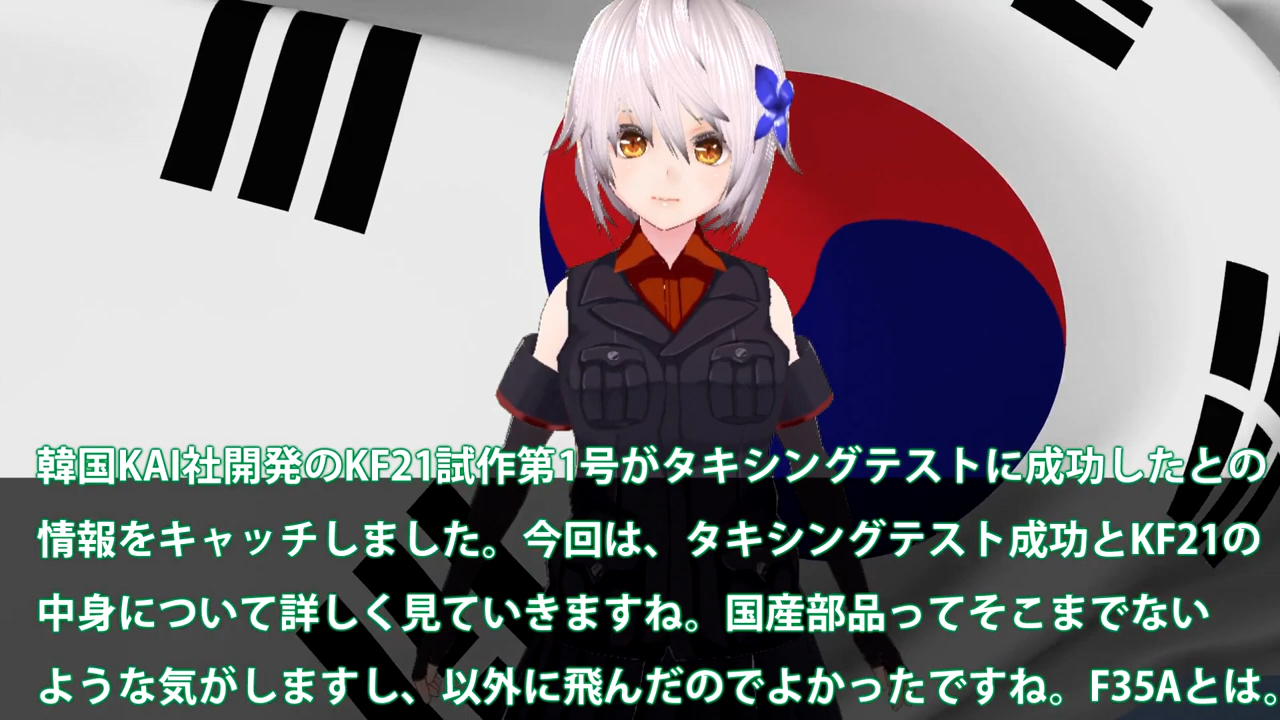 韓国KAI社開発のKF21試作第1号がタキシングテストに成功したとの
情報をキャッチしました。今回は、タキシングテスト成功とKF21の
中身について詳しく見ていきますね。国産部品ってそこまでない
ような気がしますし、以外に飛んだのでよかったですね。F35Aとは。